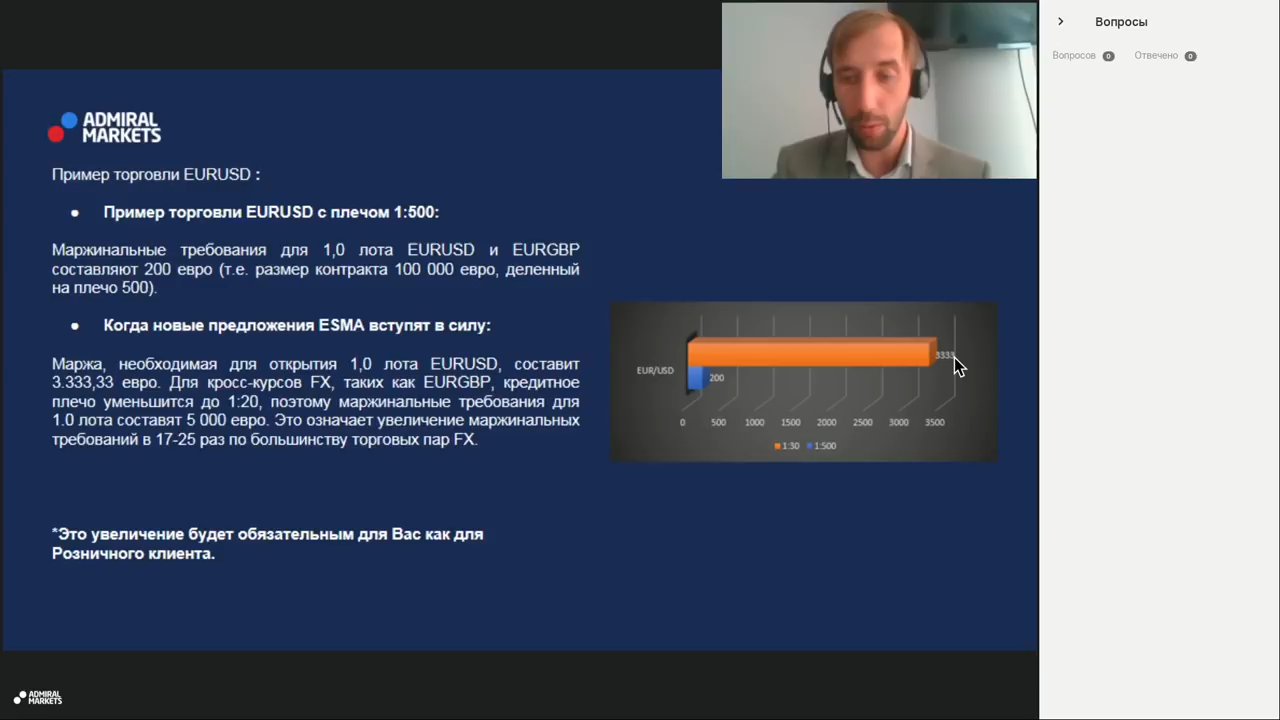 Вопросы
Вопросов 0 Отвечено 0
ADMIRAL
MARKETS
Пример торговли EURUSD :
• Пример торговли EURUSD с плечом 1:500:
Маржинальные требования для 1,0 лота EURUSD и EURGBP
составляют 200 евро (т.е. размер контракта 100 000 евро, деленный
на плечо 500).
• Когда новые предложения ESMA вступят в силу:
Маржа, необходимая для открытия 1,0 лота EURUSD, составит
3.333,33 евро. Для кросс-курсов FX, таких как EURGBP, кредитное
плечо уменьшится до 1:20, поэтому маржинальные требования для
1.0 лота составят 5 000 евро. Это означает увеличение маржинальных
требований в 17-25 раз по большинству торговых пар FX.
*Это увеличение будет обязательным для Вас как для
Розничного клиента.
3333
EUR/USD
200
0 500 1000 1500 2000 2500 3000 3500
1:30 1:500
ADMIRAL
MARKETS